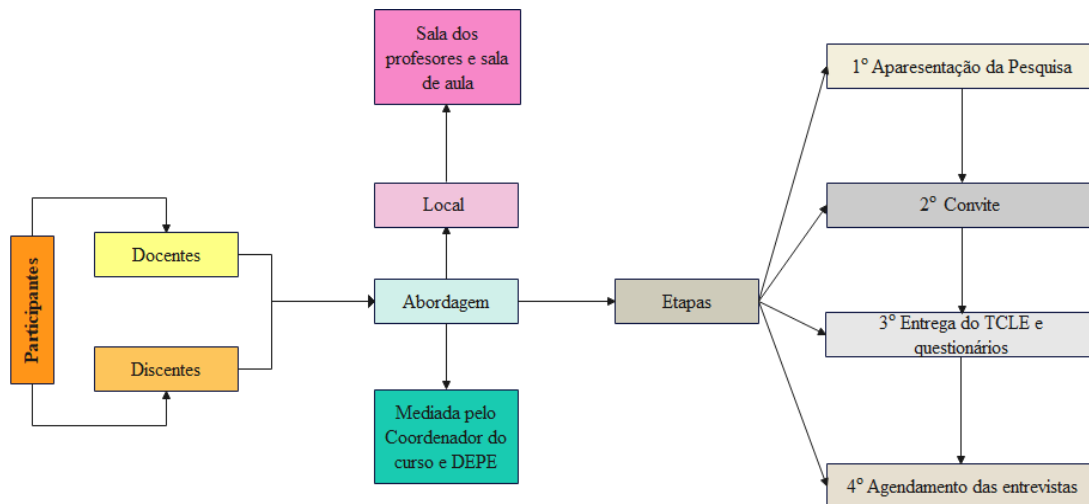 Participantes
Docentes
Discentes
Sala dos
profesores e sala
de aula
Local
Abordagem
Mediada pelo
Coordenador do
curso e DEPE
Etapas
1° Aparesentação da Pesquisa
2° Convite
3° Entrega do TCLE e
questionários
4° Agendamento das entrevistas